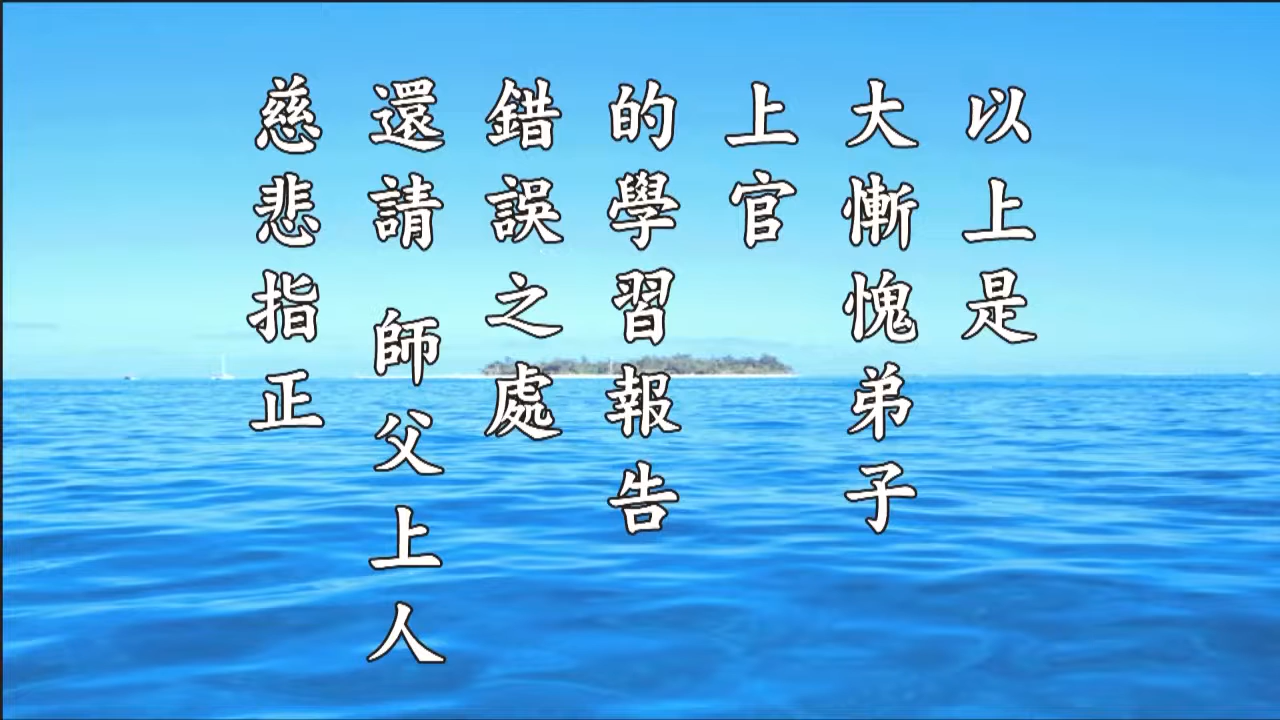 以上是
大慚愧弟子
上官
的學習報告
錯誤之處
還請 師父上人
慈悲指正